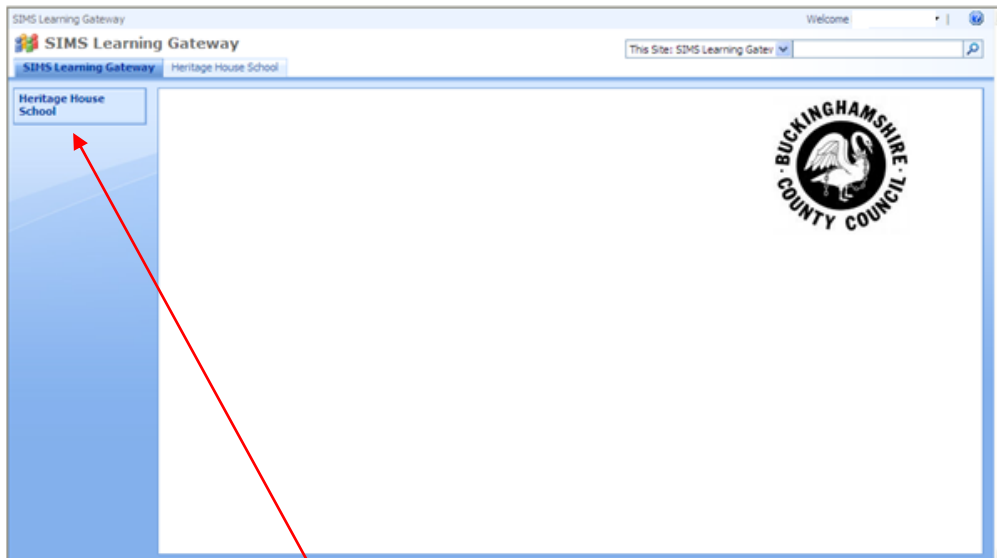 SIMS Learning Gateway
Welcome
SIMS Learning Gateway
This Site: SIMS Learning Gatev
SIMS Learning Gateway
Heritage House School
Heritage House
School
BUCKINGHAMSHIRE
COUNTY COUNCIL